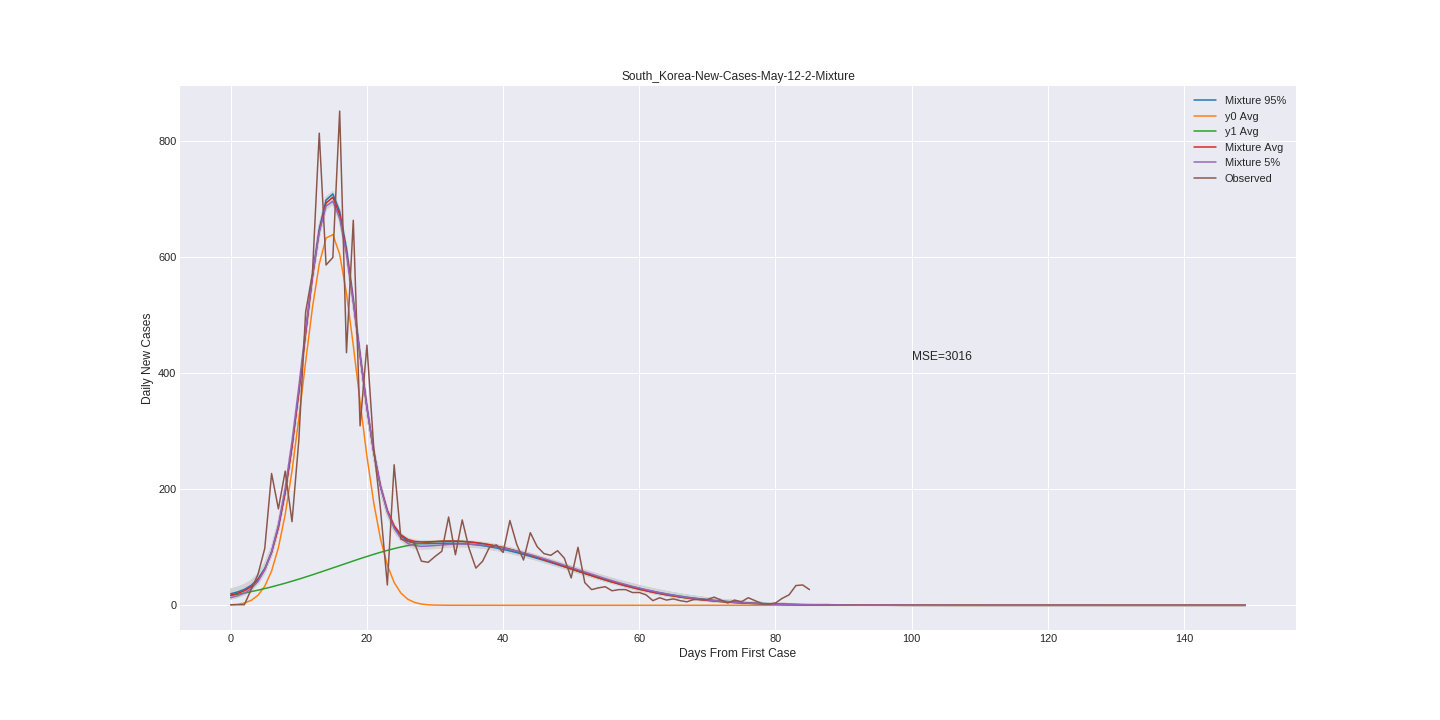 South_Korea-New-Cases-May-12-2-Mixture
Mixture 95%
y0 Avg
y1 Avg
Mixture Avg
Mixture 5%
Observed
800
600
400
200
0
Daily New Cases
MSE=3016
0 20 40 60 80 100 120 140
Days From First Case